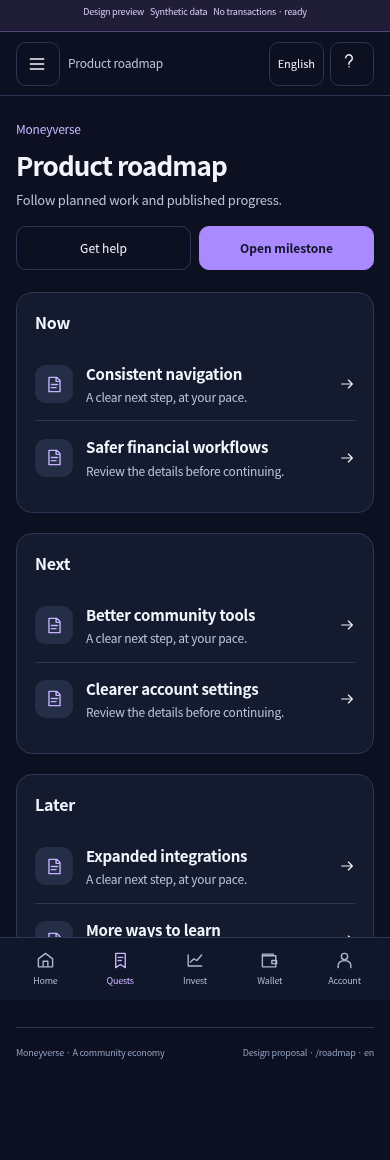 Design preview Synthetic data No transactions · ready
Product roadmap
English
?
Moneyverse
Product roadmap
Follow planned work and published progress.
Get help
Open milestone
Now
Consistent navigation
A clear next step, at your pace.
Safer financial workflows
Review the details before continuing.
Next
Better community tools
A clear next step, at your pace.
Clearer account settings
Review the details before continuing.
Later
Expanded integrations
A clear next step, at your pace.
More ways to learn
Home
Quests
Invest
Wallet
Account
Moneyverse · A community economy
Design proposal · /roadmap · en